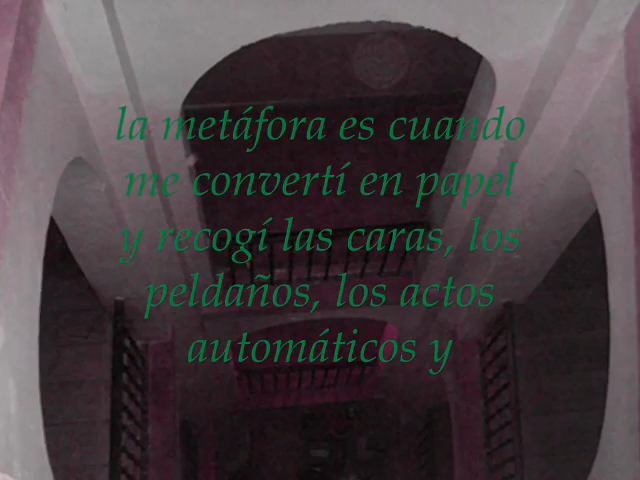 la metáfora es cuando
me convertí en papel
y recogí las caras, los
peldaños, los actos
automáticos y